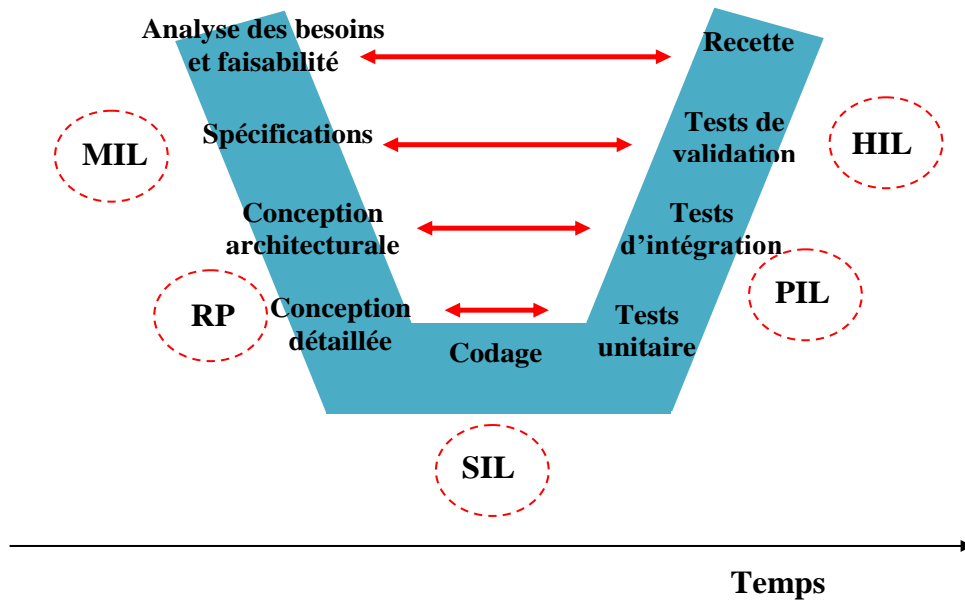 Analyse des besoins
et faisabilité
Recette
MIL
Spécifications
Tests de
validation
HIL
Conception
architecturale
Tests
d’intégration
RP
Conception
détaillée
Codage
Tests
unitaire
PIL
SIL
Temps